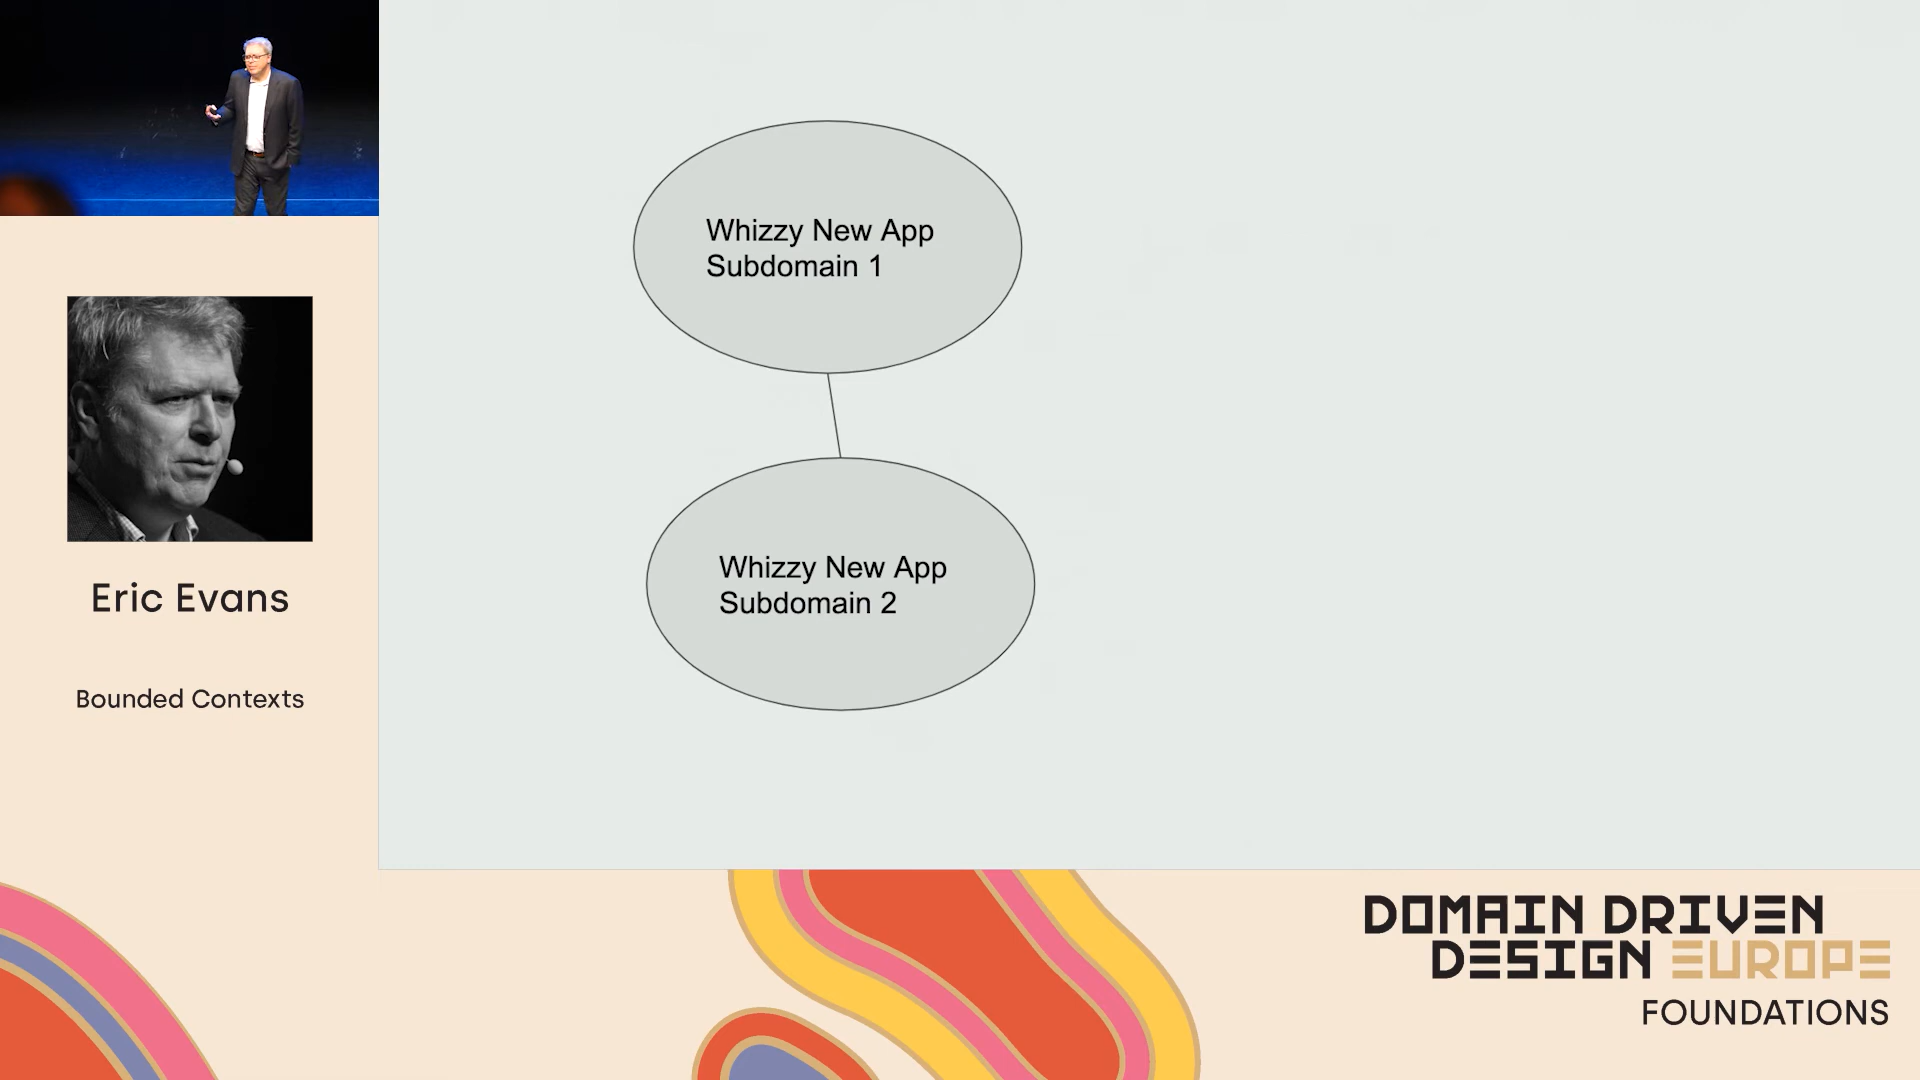 Whizzy New App
Subdomain 1
Whizzy New App
Subdomain 2
Eric Evans
Bounded Contexts
DOMAIN DRIVEN
DESIGN EUROPE
FOUNDATIONS